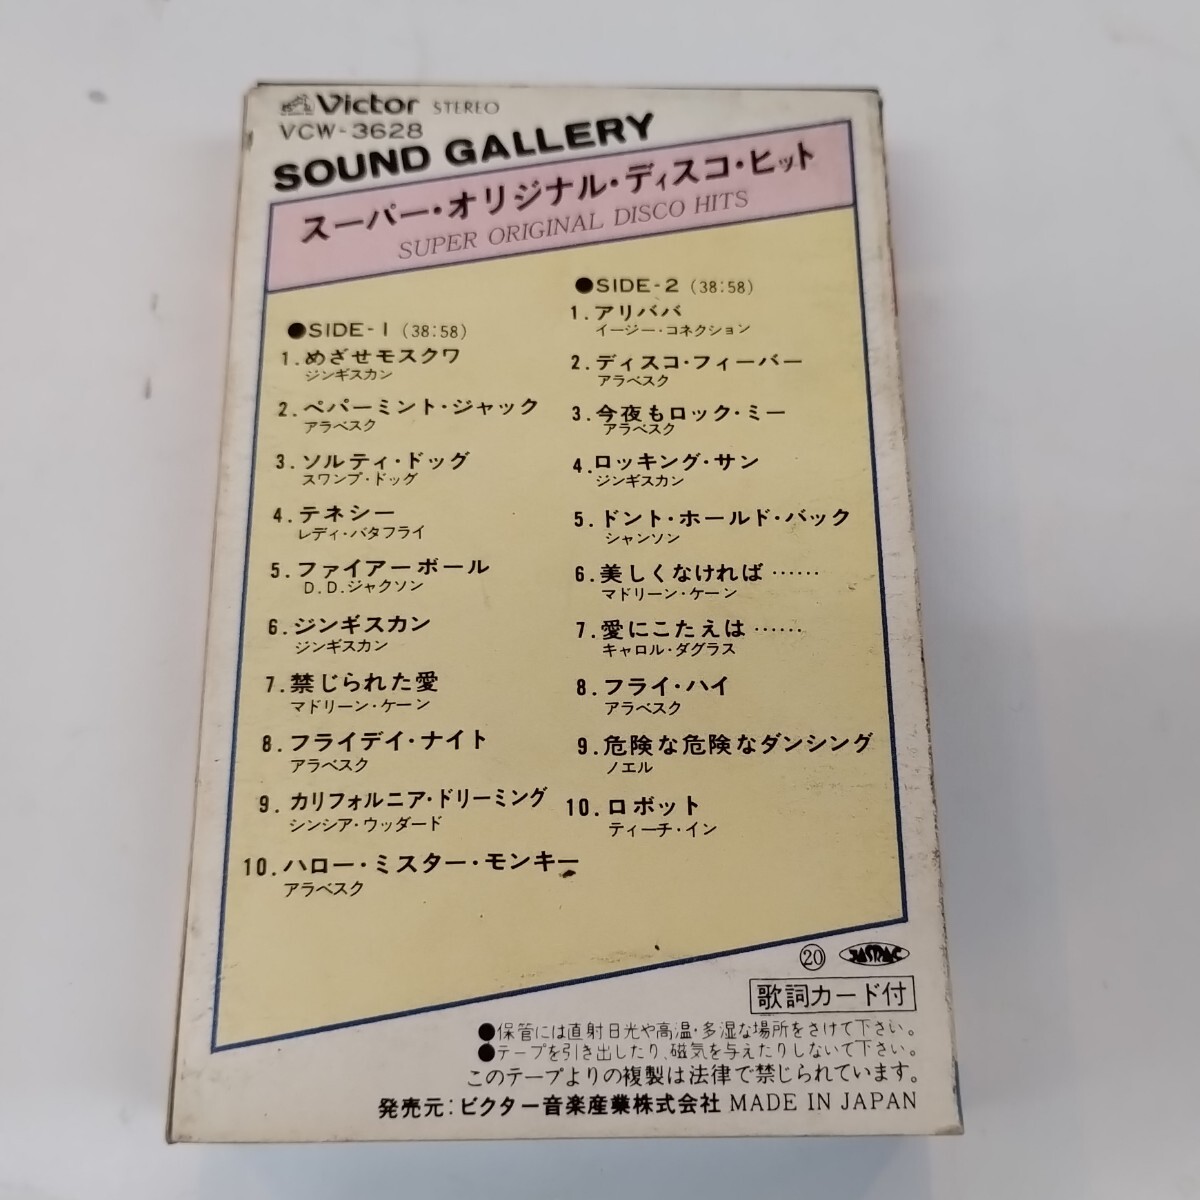 Victor STEREO
VCW-3628
SOUND GALLERY
スーパー・オリジナル・ディスコ・ヒット
SUPER ORIGINAL DISCO HITS
●SIDE-1 (38:58)
1.めざせモスクワ
ジンギスカン
2.ペパーミント・ジャック
アラベスク
3.ソルティ・ドッグ
スワンプ・ドッグ
4.テネシー
レディ・バタフライ
5.ファイアーボール
D.D.ジャクソン
6.ジンギスカン
ジンギスカン
7.禁じられた愛
マドリーン・ケーン
8.フライデイ・ナイト
アラベスク
9.カリフォルニア・ドリーミング
シンシア・ウッダード
10.ハロー・ミスター・モンキー
アラベスク
●SIDE-2 (38:58)
1.アリババ
イージー・コネクション
2.ディスコ・フィーバー
アラベスク
3.今夜もロック・ミー
アラベスク
4.ロッキング・サン
ジンギスカン
5.ドント・ホールド・バック
シャンソン
6.美しくなければ……
マドリーン・ケーン
7.愛にこたえは……
キャロル・ダグラス
8.フライ・ハイ
アラベスク
9.危険な危険なダンシング
ノエル
10.ロボット
ティーチ・イン
⑳ JASRAC
歌詞カード付
●保管には直射日光や高温・多湿な場所をさけて下さい。
●テープを引き出したり、磁気を与えたりしないで下さい。
このテープよりの複製は法律で禁じられています。
発売元:ビクター音楽産業株式会社 MADE IN JAPAN